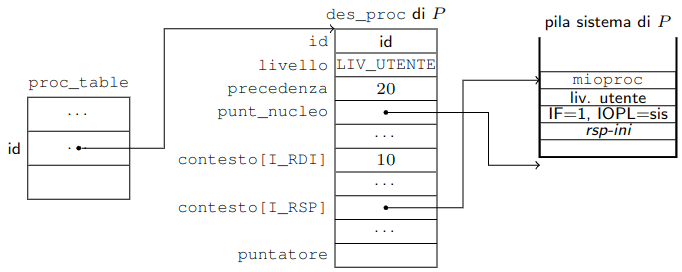 des_proc di P
id
id
livello
LIV_UTENTE
precedenza
20
punt_nucleo
...
contesto[I_RDI]
10
...
contesto[I_RSP]
...
puntatore
proc_table
...
id
...
pila sistema di P
mioproc
liv. utente
IF=1, IOPL=sis
rsp-ini